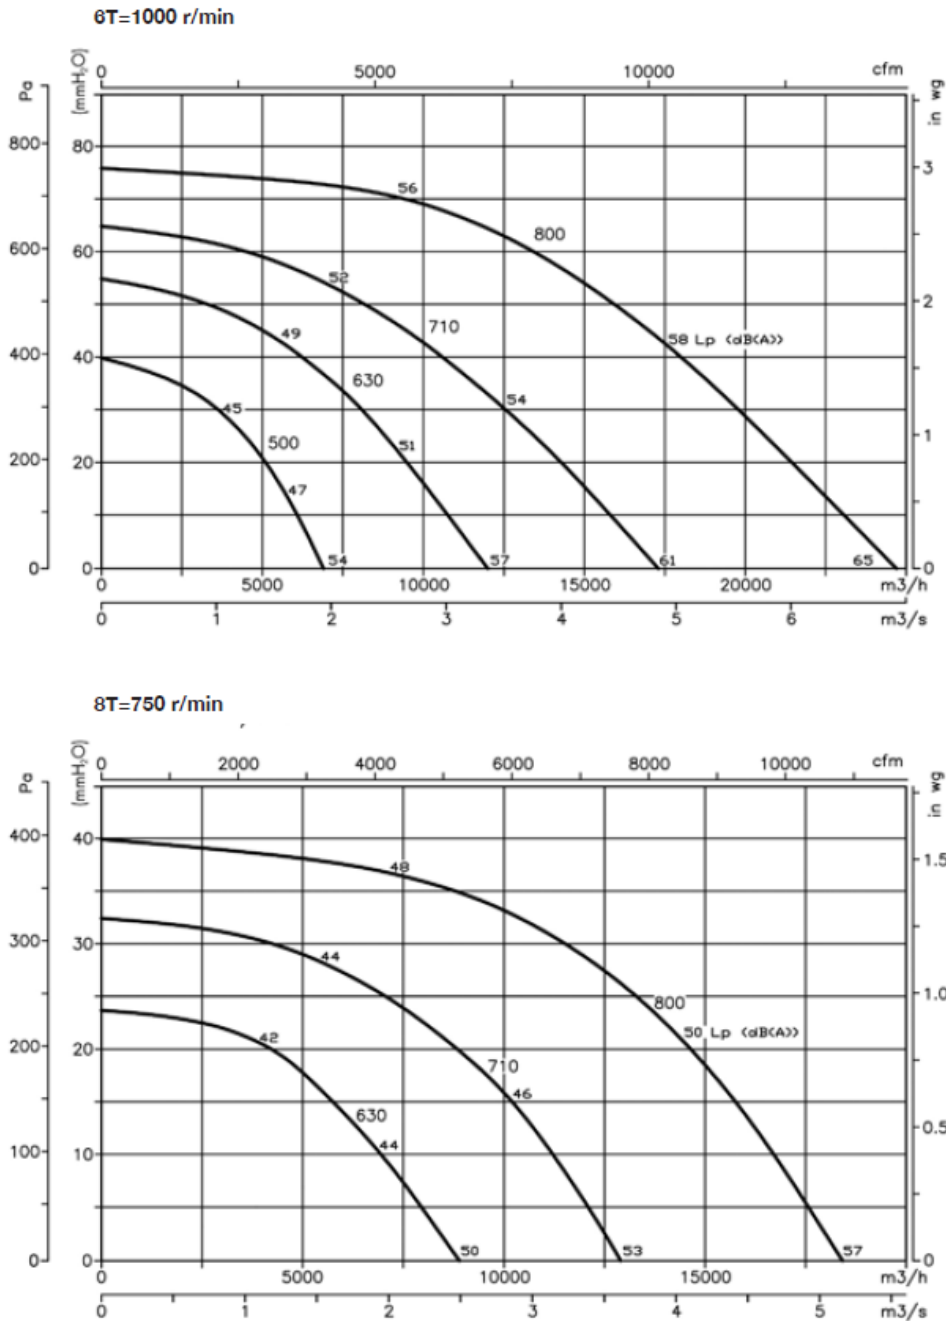 6T=1000 r/min
Pa
(mmH2O)
0 5000 10000 cfm
in wg
800 80 3
56
800
60
600
52
2
710
49
58 Lp (dB(A))
400 40
630
54
45
1
500
51
200 20
47
0 0 54 57 61 65 0
0 5000 10000 15000 20000 m3/h
0 1 2 3 4 5 6 m3/s
8T=750 r/min
Pa
(mmH2O)
0 2000 4000 6000 8000 10000 cfm
in wg
400 40
1.5
48
300 30
44
1.0
800
50 Lp (dB(A))
42
200 20
710
46
630
0.5
44
100 10
0 0 50 53 57 0
0 5000 10000 15000 m3/h
0 1 2 3 4 5 m3/s